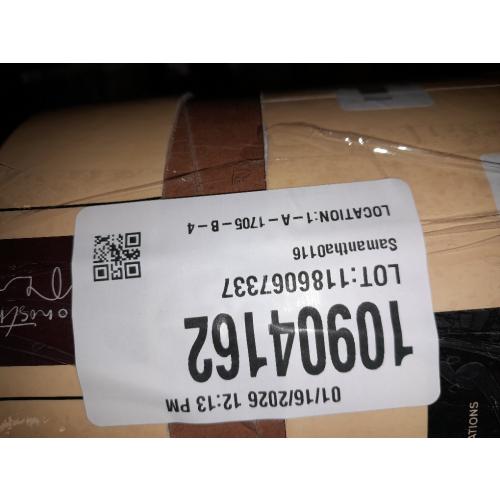 01/16/2026 12:13 PM
10904162
LOT:1186067337
Samantha0116
LOCATION:1-A-1705-B-4